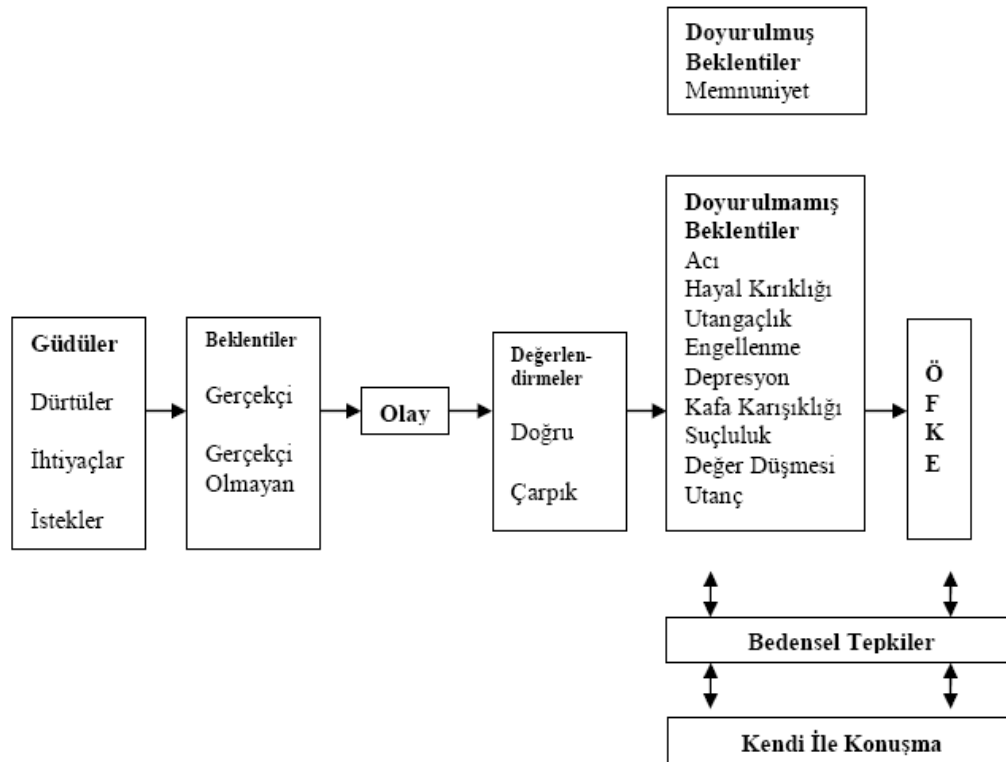 Doyurulmuş
Beklentiler
Memnuniyet
Güdüler
Dürtüler
İhtiyaçlar
İstekler
Beklentiler
Gerçekçi
Gerçekçi
Olmayan
Olay
Değerlen-
dirmeler
Doğru
Çarpık
Doyurulmamış
Beklentiler
Acı
Hayal Kırıklığı
Utangaçlık
Engellenme
Depresyon
Kafa Karışıklığı
Suçluluk
Değer Düşmesi
Utanç
Ö
F
K
E
Bedensel Tepkiler
Kendi İle Konuşma